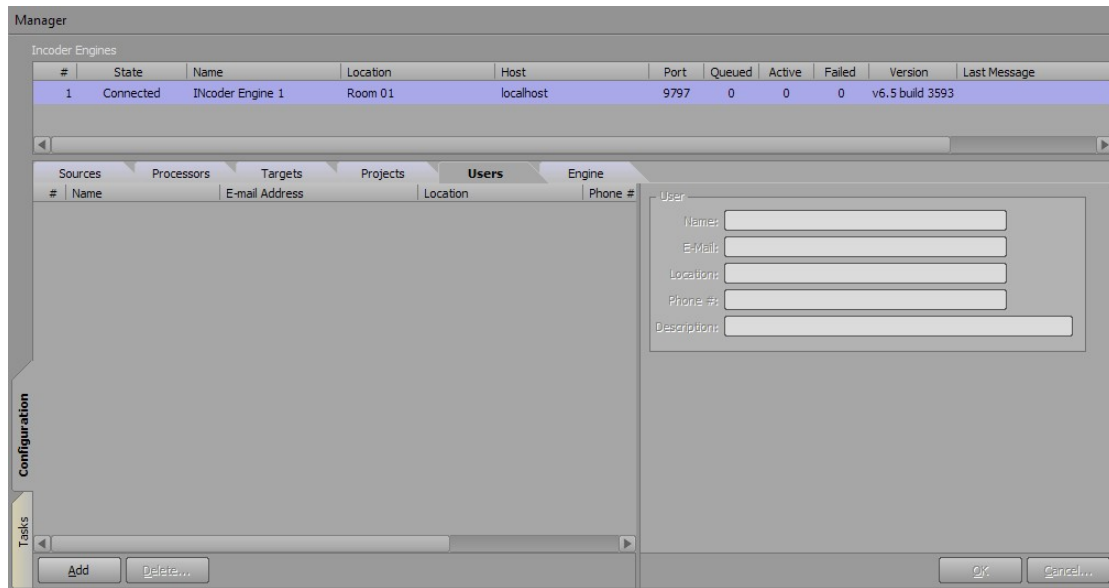 Manager
Incoder Engines
# State Name Location Host Port Queued Active Failed Version Last Message
1 Connected INcoder Engine 1 Room 01 localhost 9797 0 0 0 v6.5 build 3593
Sources Processors Targets Projects Users Engine
# Name E-mail Address Location Phone #
User
Name:
E-Mail:
Location:
Phone #:
Description:
Configuration
Tasks
Add Delete... OK Cancel...